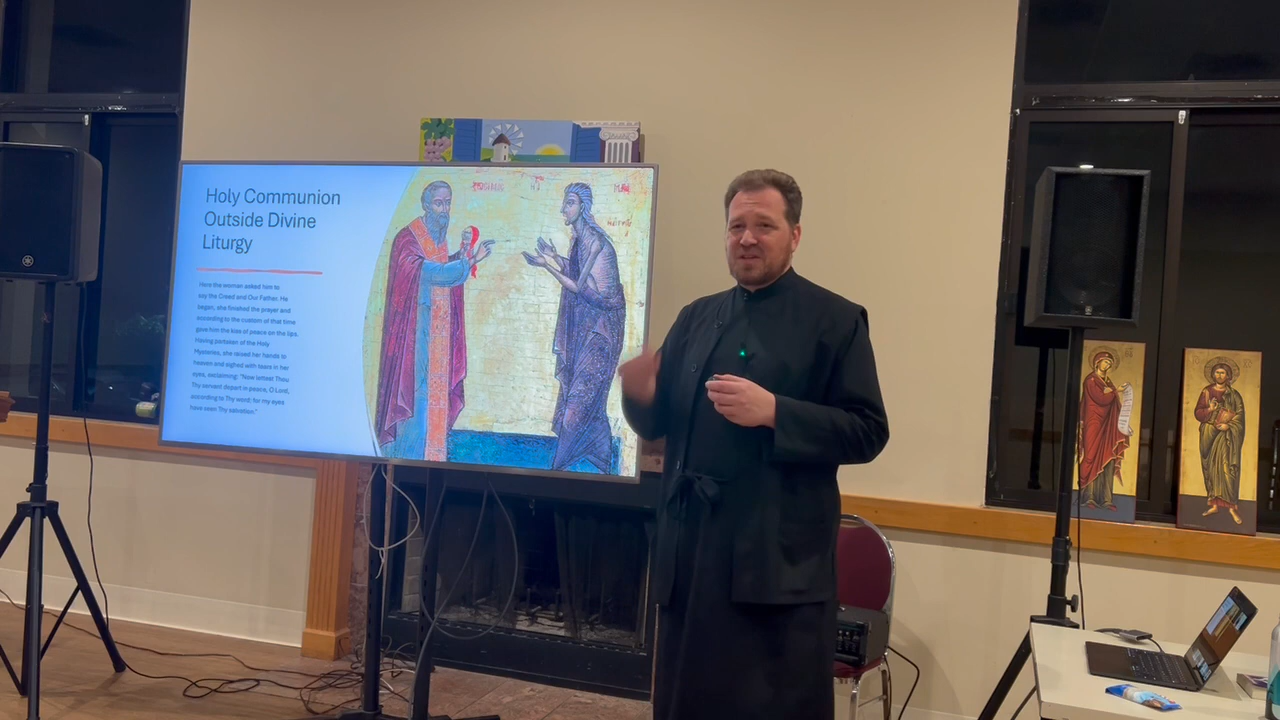 Holy Communion
Outside Divine
Liturgy
Here the woman asked him to
say the Creed and Our Father. He
began, she finished the prayer and
according to the custom of that time
gave him the kiss of peace on the lips.
Having partaken of the Holy
Mysteries, she raised her hands to
heaven and sighed with tears in her
eyes, exclaiming: "Now lettest Thou
Thy servant depart in peace, O Lord,
according to Thy word: for my eyes
have seen Thy salvation."